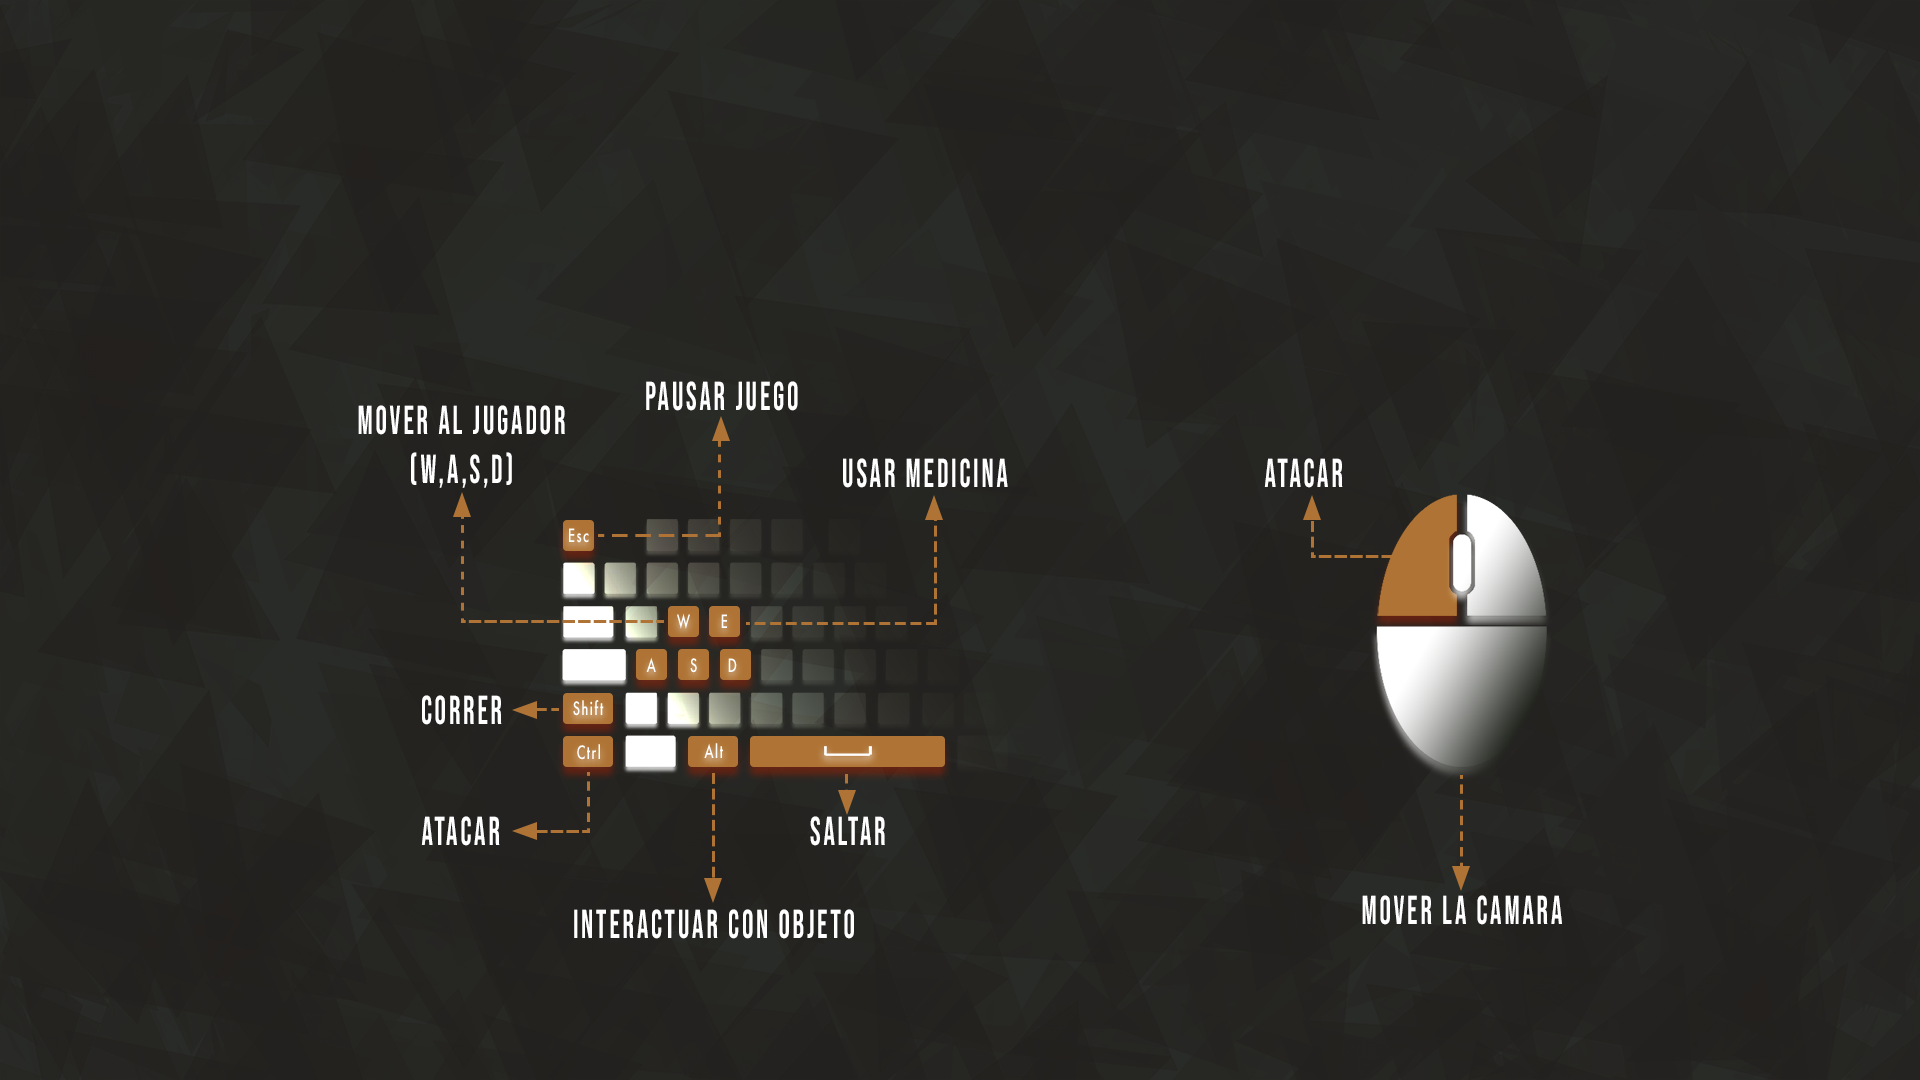 PAUSAR JUEGO
MOVER AL JUGADOR
(W,A,S,D)
USAR MEDICINA
ATACAR
Esc
W E
A S D
CORRER
Shift
Ctrl Alt
ATACAR
SALTAR
INTERACTUAR CON OBJETO
MOVER LA CAMARA